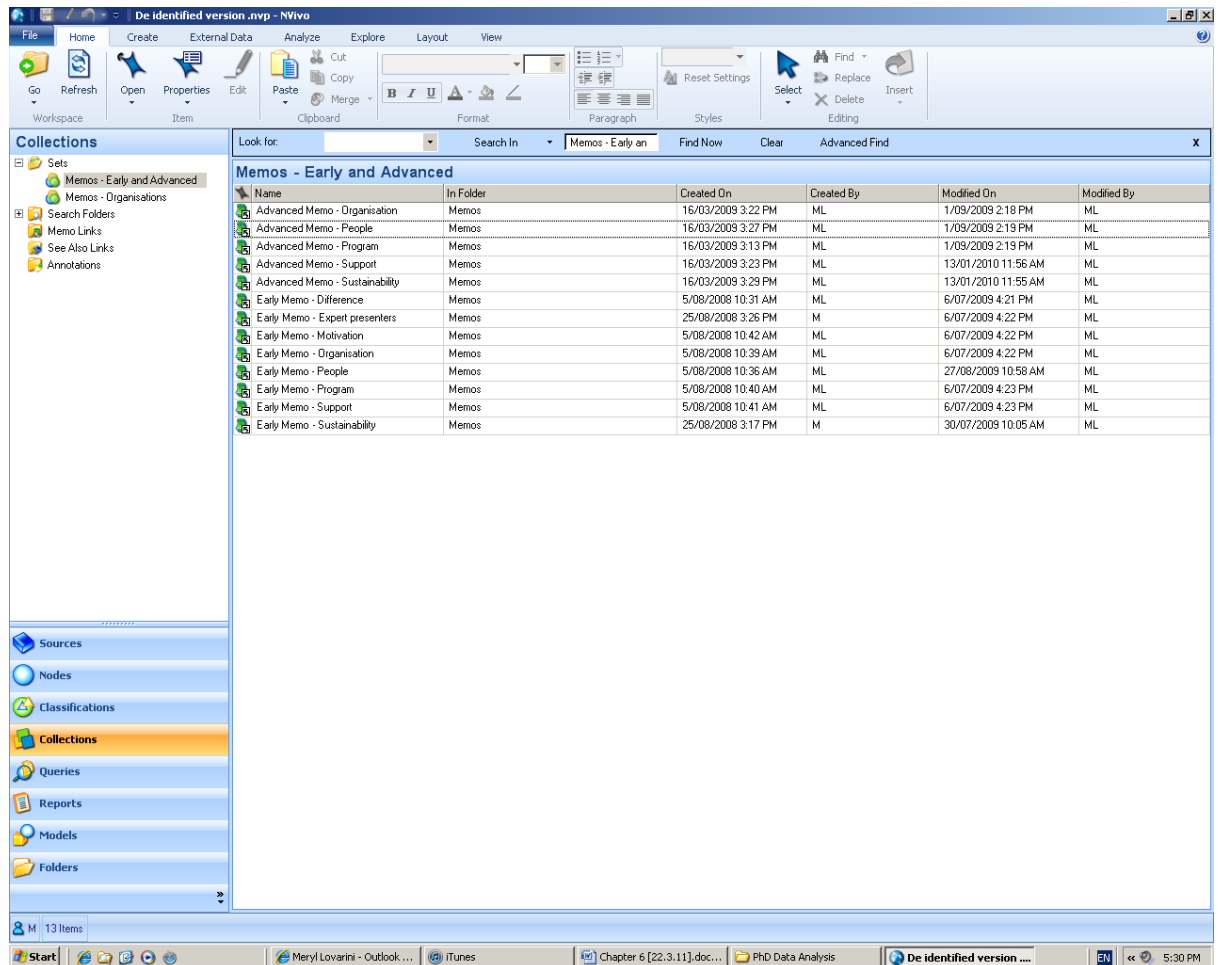 De identified version .nvp - NVivo
File Home Create External Data Analyze Explore Layout View
Go Refresh Open Properties Edit Paste Cut Copy Merge B I U A Reset Settings Select Find Replace Delete Insert
Workspace Item Clipboard Format Paragraph Styles Editing
Collections
Sets
Memos - Early and Advanced
Memos - Organisations
Search Folders
Memo Links
See Also Links
Annotations
Sources
Nodes
Classifications
Collections
Queries
Reports
Models
Folders
Look for: Search In Memos - Early an Find Now Clear Advanced Find x
Memos - Early and Advanced
Name In Folder Created On Created By Modified On Modified By
Advanced Memo - Organisation Memos 16/03/2009 3:22 PM ML 1/09/2009 2:18 PM ML
Advanced Memo - People Memos 16/03/2009 3:27 PM ML 1/09/2009 2:19 PM ML
Advanced Memo - Program Memos 16/03/2009 3:13 PM ML 1/09/2009 2:19 PM ML
Advanced Memo - Support Memos 16/03/2009 3:23 PM ML 13/01/2010 11:56 AM ML
Advanced Memo - Sustainability Memos 16/03/2009 3:29 PM ML 13/01/2010 11:55 AM ML
Early Memo - Difference Memos 5/08/2008 10:31 AM ML 6/07/2009 4:21 PM ML
Early Memo - Expert presenters Memos 25/08/2008 3:26 PM M 6/07/2009 4:22 PM ML
Early Memo - Motivation Memos 5/08/2008 10:42 AM ML 6/07/2009 4:22 PM ML
Early Memo - Organisation Memos 5/08/2008 10:39 AM ML 6/07/2009 4:22 PM ML
Early Memo - People Memos 5/08/2008 10:36 AM ML 27/08/2009 10:58 AM ML
Early Memo - Program Memos 5/08/2008 10:40 AM ML 6/07/2009 4:23 PM ML
Early Memo - Support Memos 5/08/2008 10:41 AM ML 6/07/2009 4:23 PM ML
Early Memo - Sustainability Memos 25/08/2008 3:17 PM M 30/07/2009 10:05 AM ML
M 13 Items
Start Meryl Lovarini - Outlook ... iTunes Chapter 6 [22.3.11].doc... PhD Data Analysis De identified version .... EN « 5:30 PM